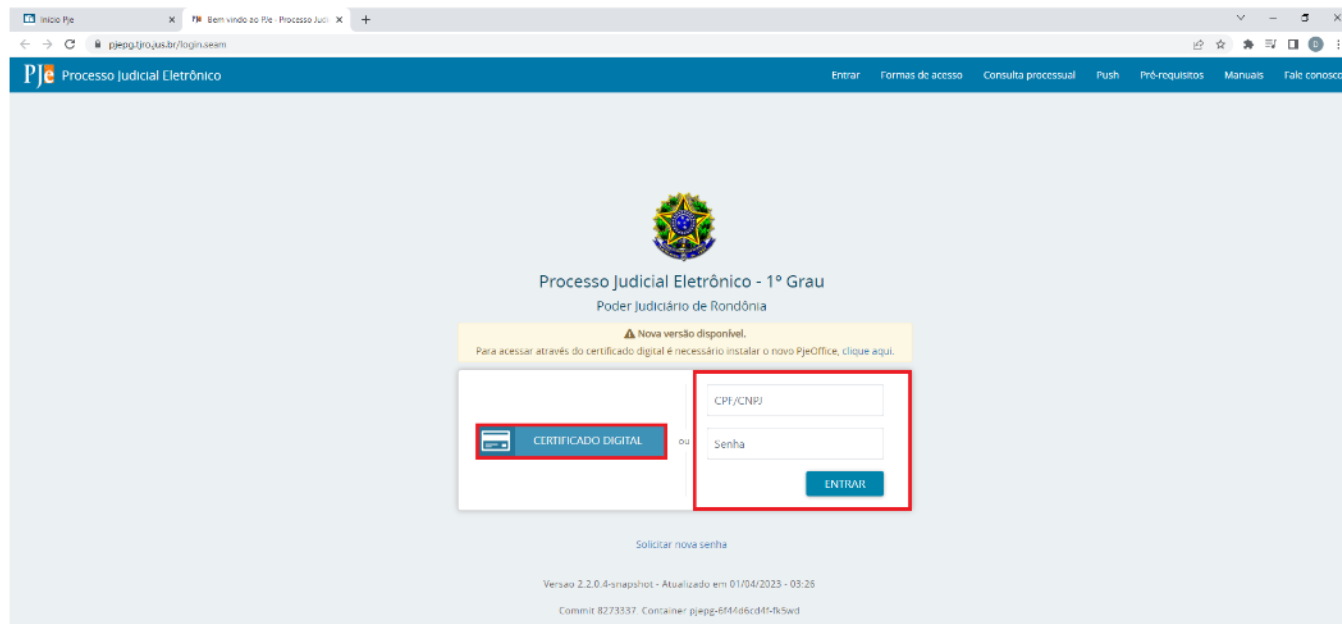 Início Pje
Bem vindo ao PJe - Processo Judi
pjepg.tjro.jus.br/login.seam
PJe Processo Judicial Eletrônico
Entrar Formas de acesso Consulta processual Push Pré-requisitos Manuais Fale conosco
Processo Judicial Eletrônico - 1º Grau
Poder Judiciário de Rondônia
Nova versão disponível.
Para acessar através do certificado digital é necessário instalar o novo PjeOffice, clique aqui.
CPF/CNPJ
CERTIFICADO DIGITAL
ou
Senha
ENTRAR
Solicitar nova senha
Versao 2.2.0.4-snapshot - Atualizado em 01/04/2023 - 03:26
Commit 8273337. Container pjepg-6f44d6cd4f-fk5wd